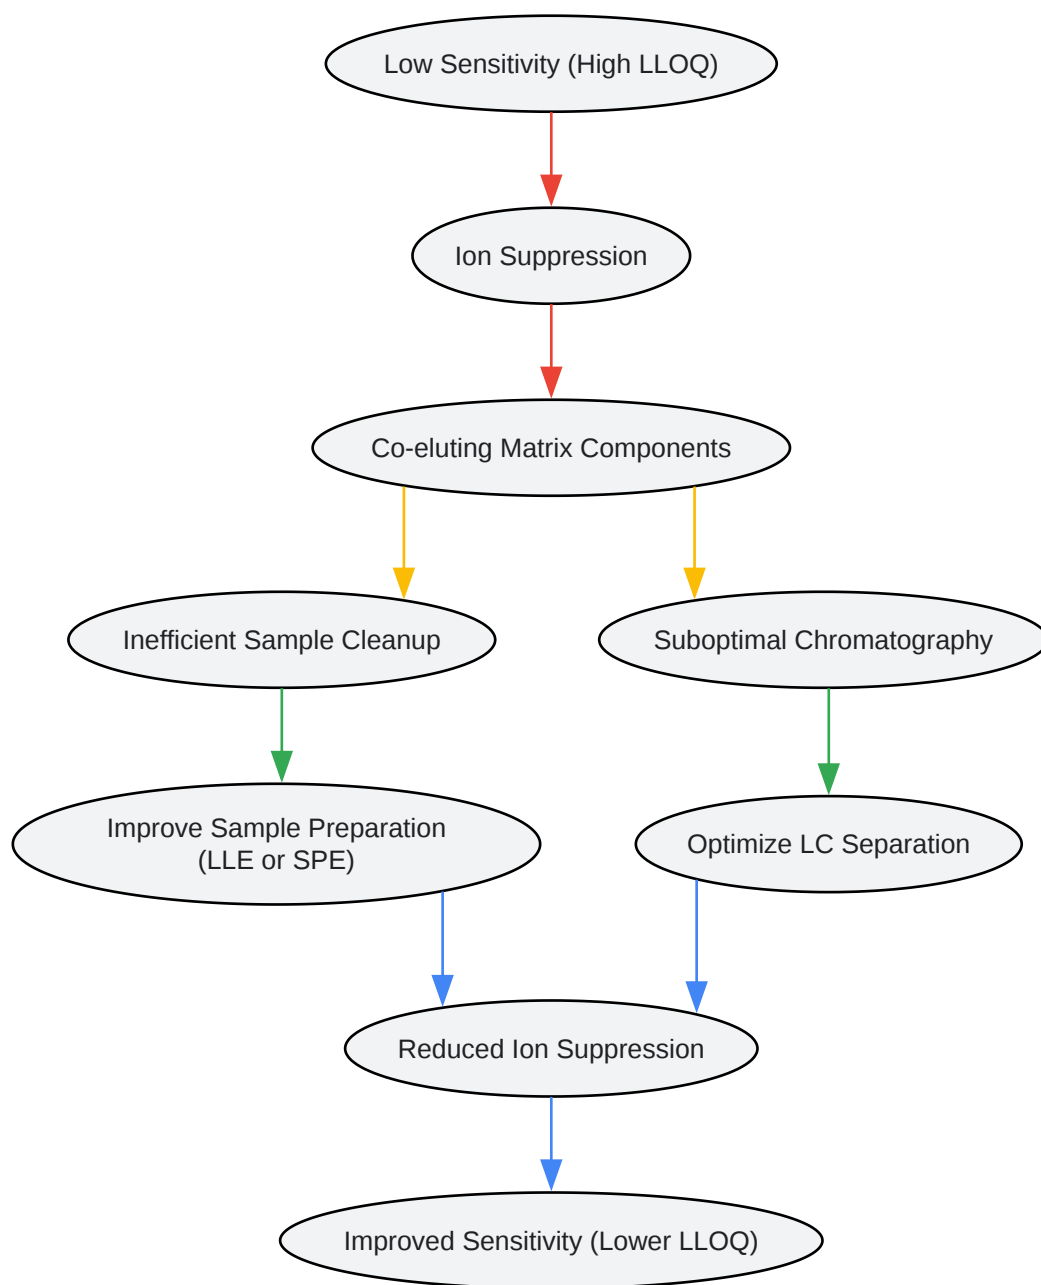 Low Sensitivity (High LLOQ)
Ion Suppression
Co-eluting Matrix Components
Inefficient Sample Cleanup
Suboptimal Chromatography
Improve Sample Preparation
(LLE or SPE)
Optimize LC Separation
Reduced Ion Suppression
Improved Sensitivity (Lower LLOQ)